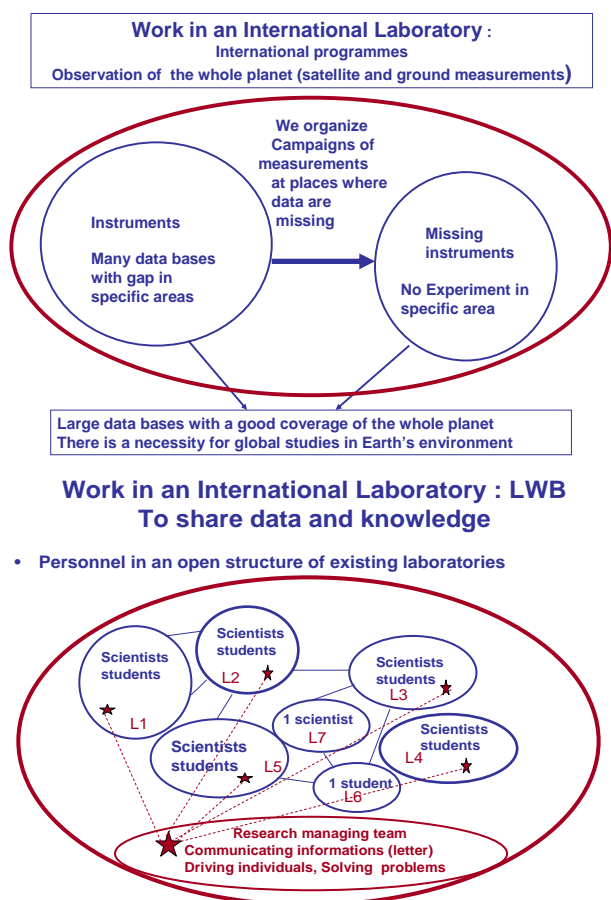 Work in an International Laboratory :
International programmes
Observation of the whole planet (satellite and ground measurements)
We organize
Campaigns of
measurements
at places where
data are
missing
Instruments
Many data bases
with gap in
specific areas
Missing
instruments
No Experiment in
specific area
Large data bases with a good coverage of the whole planet
There is a necessity for global studies in Earth's environment
Work in an International Laboratory : LWB
To share data and knowledge
• Personnel in an open structure of existing laboratories
Scientists
students
L1
Scientists
students
L2
Scientists
students
L3
1 scientist
L7
Scientists
students
L4
Scientists
students
L5
1 student
L6
Research managing team
Communicating informations (letter)
Driving individuals, Solving problems